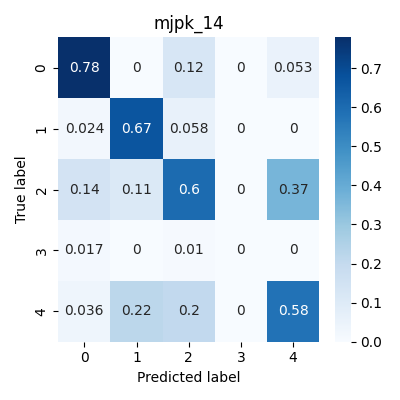 mjpk_14
0 0.78 0 0.12 0 0.053
1 0.024 0.67 0.058 0 0
2 0.14 0.11 0.6 0 0.37
3 0.017 0 0.01 0 0
4 0.036 0.22 0.2 0 0.58
0 1 2 3 4
True label
Predicted label
0.7
0.6
0.5
0.4
0.3
0.2
0.1
0.0